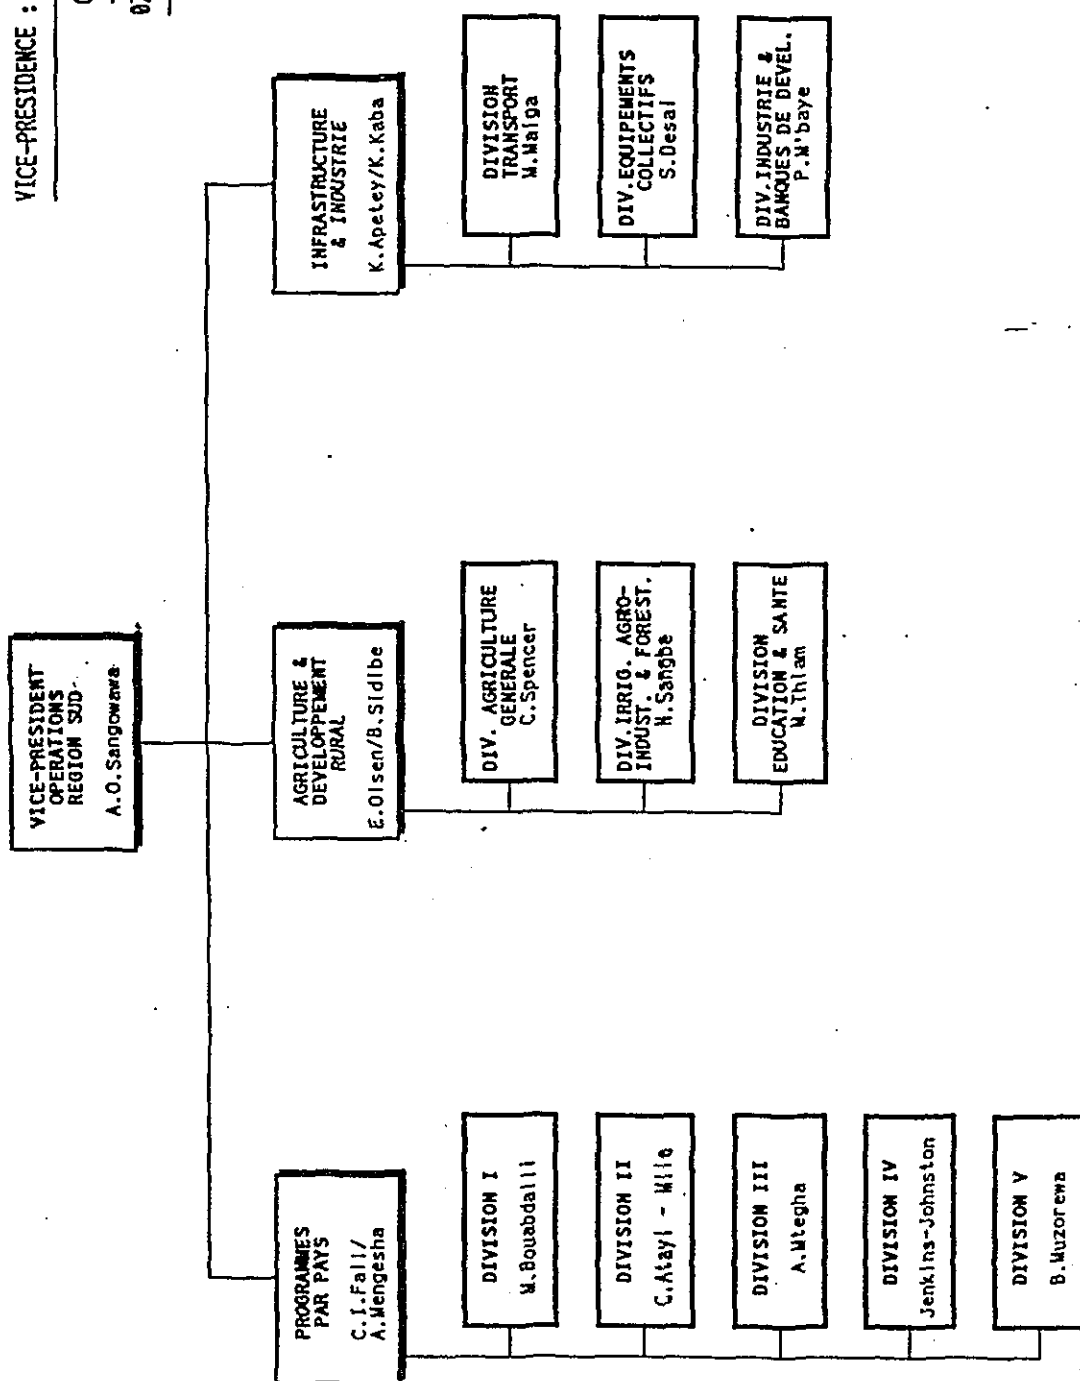 VICE-PRESIDENCE :
VICE-PRESIDENT
OPERATIONS
REGION SUD
A.O.Sangowawa
PROGRAMMES
PAR PAYS
C.I.Fall/
A.Mengesha
DIVISION I
M.Bouabdalli
DIVISION II
C.Atayi - Mile
DIVISION III
A.Mtegha
DIVISION IV
Jenkins-Johnston
DIVISION V
B.Muzorewa
AGRICULTURE &
DEVELOPPEMENT
RURAL
E.Olsen/B.Sidibe
DIV. AGRICULTURE
GENERALE
C.Spencer
DIV.IRRIG. AGRO-
INDUST. & FOREST.
N.Sangbe
DIVISION
EDUCATION & SANTE
M.Thiam
INFRASTRUCTURE
& INDUSTRIE
K.Apetey/K.Kaba
DIVISION
TRANSPORT
M.Maiga
DIV.EQUIPEMENTS
COLLECTIFS
S.Desai
DIV.INDUSTRIE &
BANQUES DE DEVEL.
P.M'baye